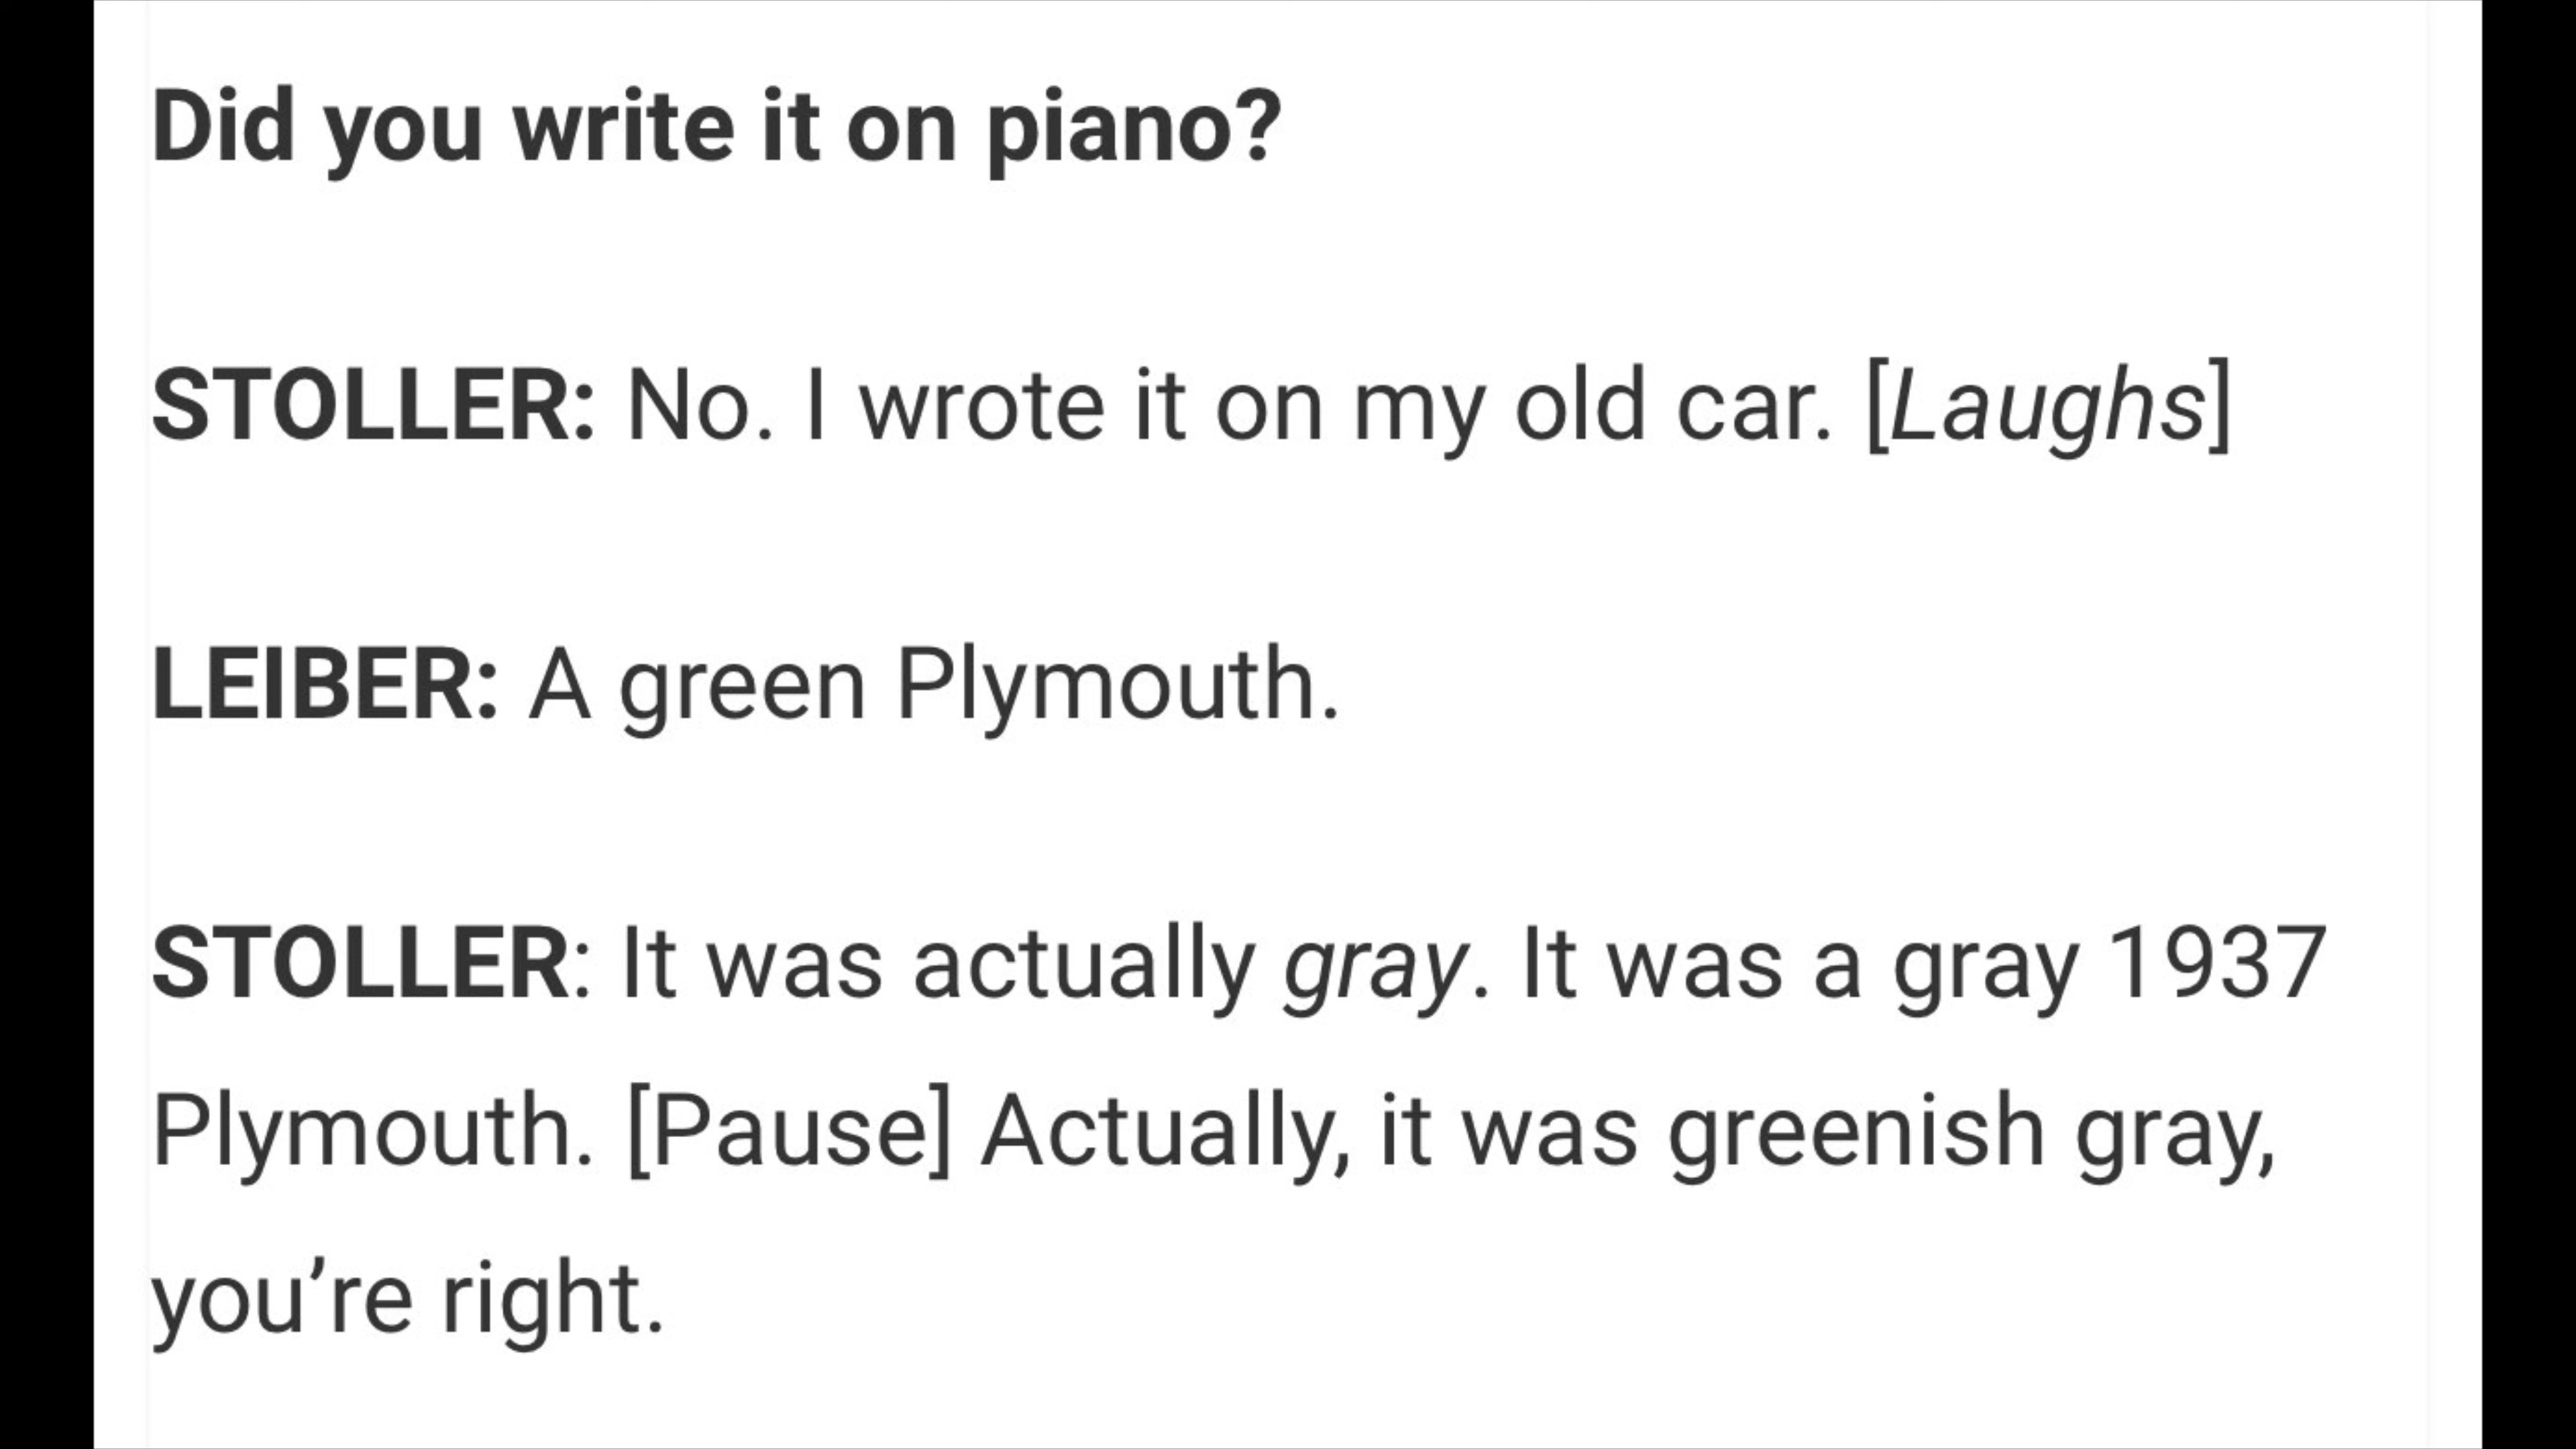 Did you write it on piano?
STOLLER: No. I wrote it on my old car. [Laughs]
LEIBER: A green Plymouth.
STOLLER: It was actually gray. It was a gray 1937
Plymouth. [Pause] Actually, it was greenish gray,
you’re right.